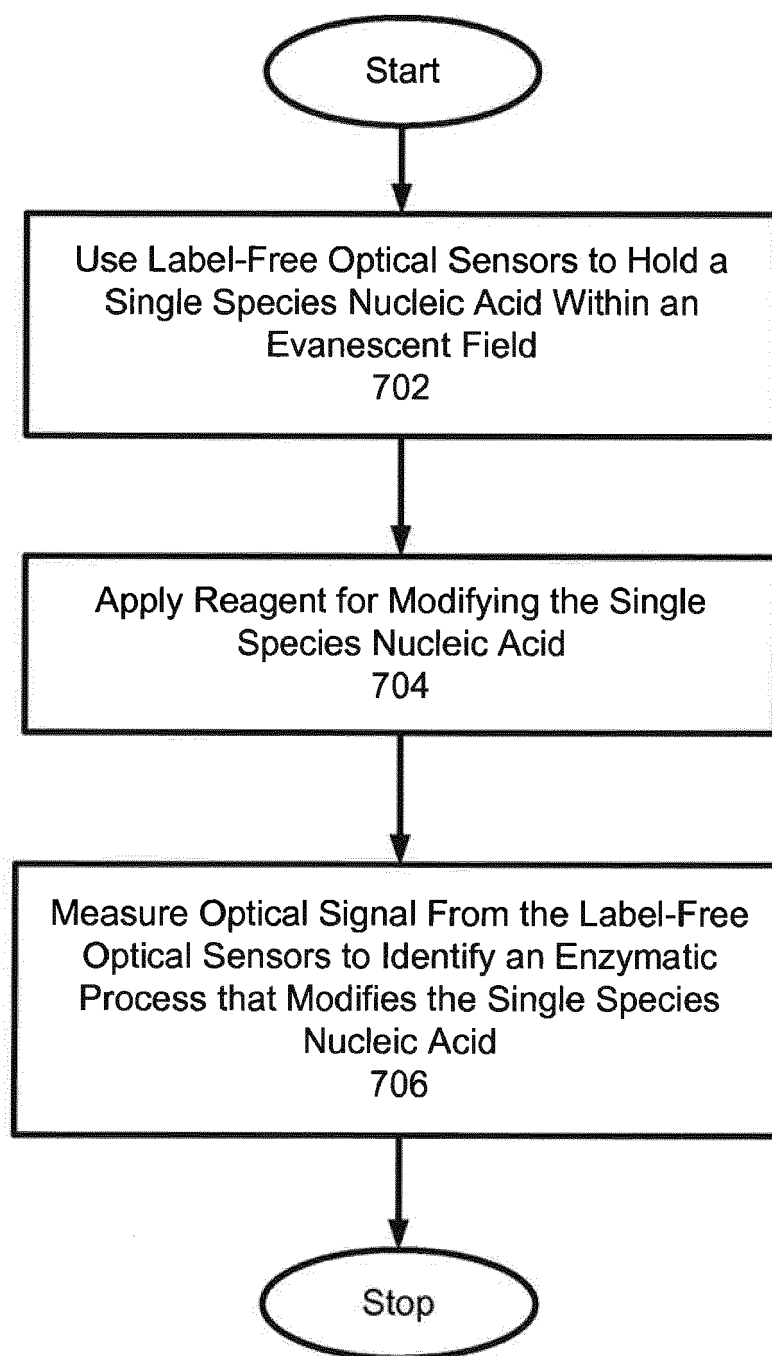 Start
Use Label-Free Optical Sensors to Hold a
Single Species Nucleic Acid Within an
Evanescent Field
702
Apply Reagent for Modifying the Single
Species Nucleic Acid
704
Measure Optical Signal From the Label-Free
Optical Sensors to Identify an Enzymatic
Process that Modifies the Single Species
Nucleic Acid
706
Stop